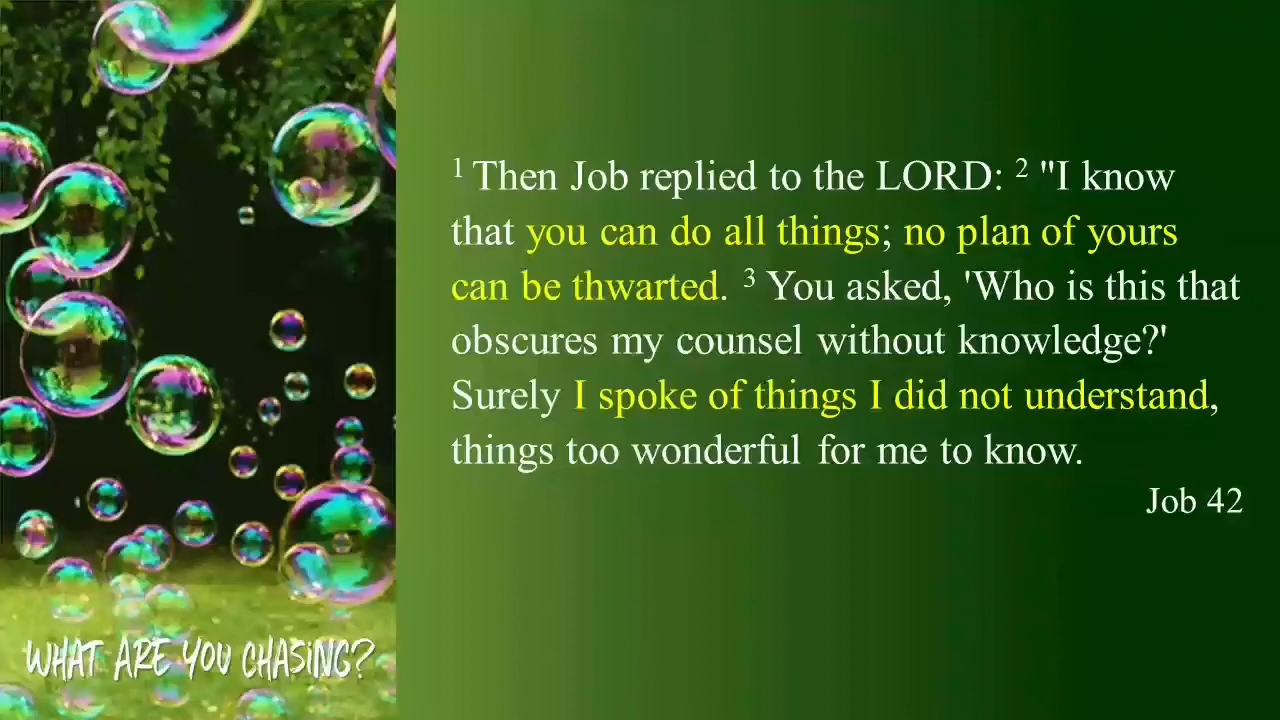 1 Then Job replied to the LORD: 2 "I know
that you can do all things; no plan of yours
can be thwarted. 3 You asked, 'Who is this that
obscures my counsel without knowledge?'
Surely I spoke of things I did not understand,
things too wonderful for me to know.
Job 42
WHAT ARE YOU CHASING?